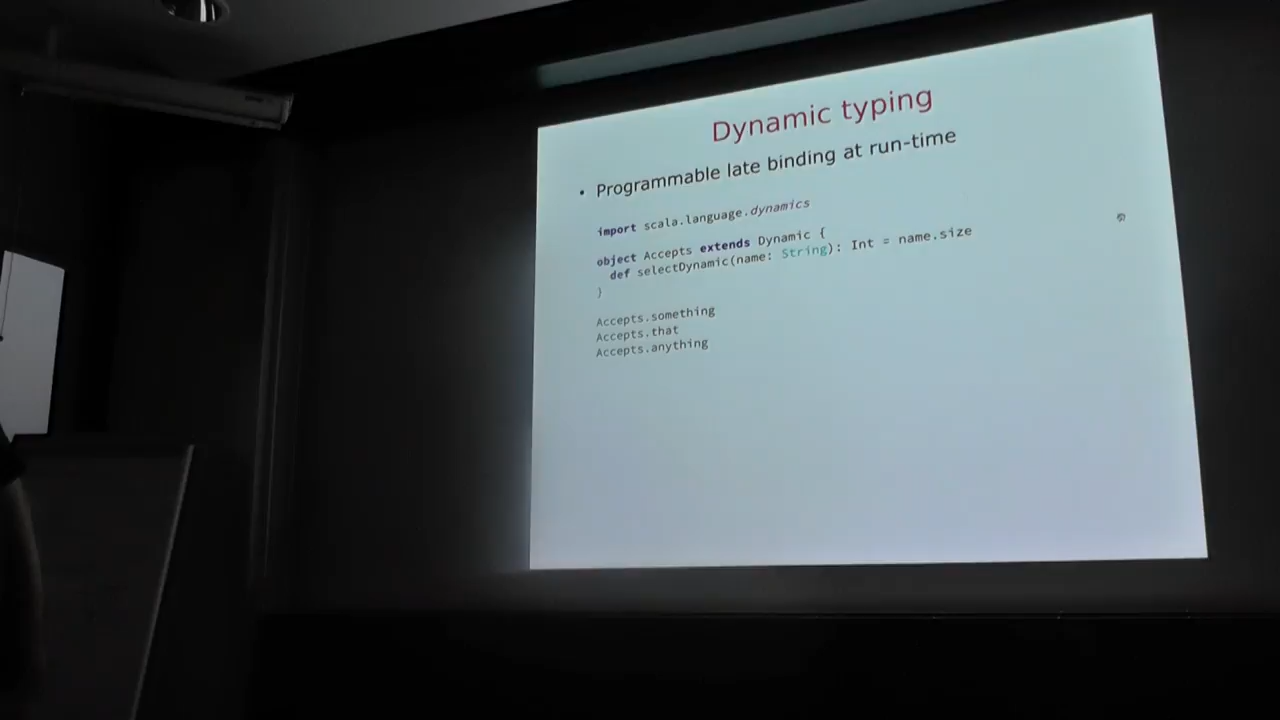 Dynamic typing
• Programmable late binding at run-time
import scala.language.dynamics
object Accepts extends Dynamic {
  def selectDynamic(name: String): Int = name.size
}
Accepts.something
Accepts.that
Accepts.anything